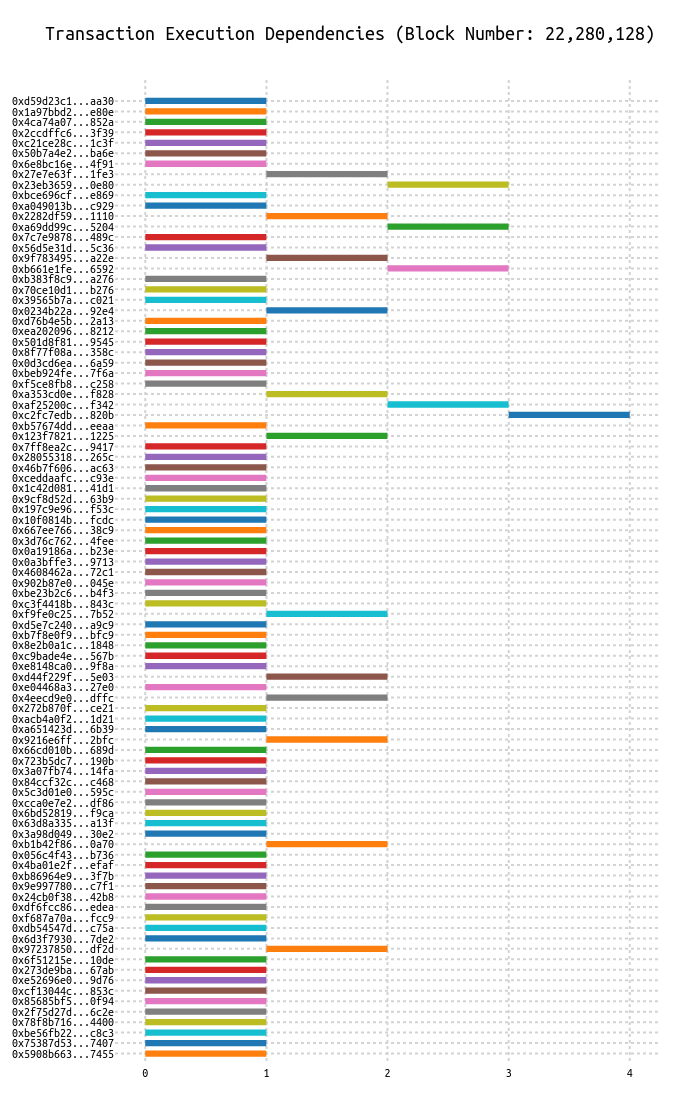 Transaction Execution Dependencies (Block Number: 22,280,128)
0xd59d23c1...aa30
0x1a97bbd2...e80e
0x4ca74a07...852a
0x2ccdffc6...3f39
0xc21ce28c...1c3f
0x50b7a4e2...ba6e
0x6e8bc16e...4f91
0x27e7e63f...1fe3
0x23eb3659...0e80
0xbce696cf...e869
0xa049013b...c929
0x2282df59...1110
0xa69dd99c...5204
0x7c7e9878...489c
0x56d5e31d...5c36
0x9f783495...a22e
0xb661e1fe...6592
0xb383f8c9...a276
0x70ce10d1...b276
0x39565b7a...c021
0x0234b22a...92e4
0xd76b4e5b...2a13
0xea202096...8212
0x501d8f81...9545
0x8f77f08a...358c
0x0d3cd6ea...6a59
0xbeb924fe...7f6a
0xf5ce8fb8...c258
0xa353cd0e...f828
0xaf25200c...f342
0xc2fc7edb...820b
0xb57674dd...eeaa
0x123f7821...1225
0x7ff8ea2c...9417
0x28055318...265c
0x46b7f606...ac63
0xceddaafc...c93e
0x1c42d081...41d1
0x9cf8d52d...63b9
0x197c9e96...f53c
0x10f0814b...fcdc
0x667ee766...38c9
0x3d76c762...4fee
0x0a19186a...b23e
0x0a3bffe3...9713
0x4608462a...72c1
0x902b87e0...045e
0xbe23b2c6...b4f3
0xc3f4418b...843c
0xf9fe0c25...7b52
0xd5e7c240...a9c9
0xb7f8e0f9...bfc9
0x8e2b0a1c...1848
0xc9bade4e...567b
0xe8148ca0...9f8a
0xd44f229f...5e03
0xe04468a3...27e0
0x4eecd9e0...dffc
0x272b870f...ce21
0xacb4a0f2...1d21
0xa651423d...6b39
0x9216e6ff...2bfc
0x66cd010b...689d
0x723b5dc7...190b
0x3a07fb74...14fa
0x84ccf32c...c468
0x5c3d01e0...595c
0xcca0e7e2...df86
0x6bd52819...f9ca
0x63d8a335...a13f
0x3a98d049...30e2
0xb1b42f86...0a70
0x056c4f43...b736
0x4ba01e2f...efaf
0xb86964e9...3f7b
0x9e997780...c7f1
0x24cb0f38...42b8
0xdf6fcc86...edea
0xf687a70a...fcc9
0xdb54547d...c75a
0x6d3f7930...7de2
0x97237850...df2d
0x6f51215e...10de
0x273de9ba...67ab
0xe52696e0...9d76
0xcf13044c...853c
0x85685bf5...0f94
0x2f75d27d...6c2e
0x78f8b716...4400
0xbe56fb22...c8c3
0x75387d53...7407
0x5908b663...7455
0 1 2 3 4